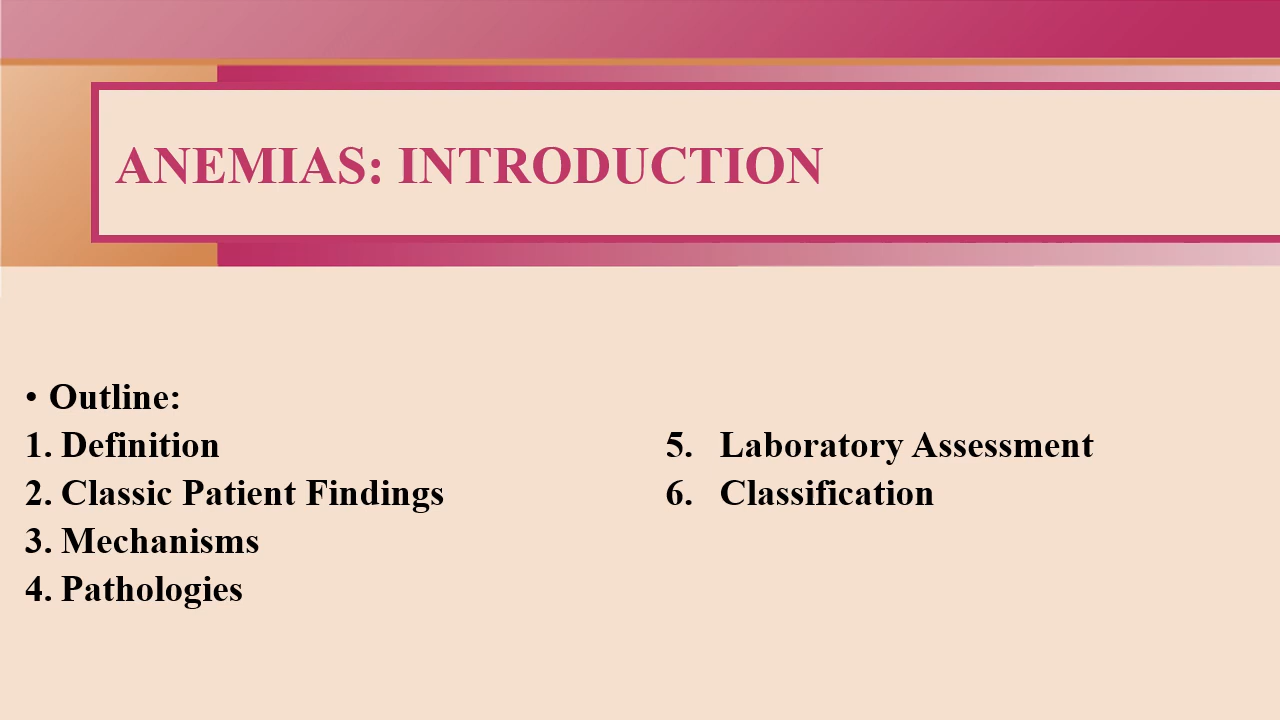 ANEMIAS: INTRODUCTION
• Outline:
1. Definition
2. Classic Patient Findings
3. Mechanisms
4. Pathologies
5. Laboratory Assessment
6. Classification